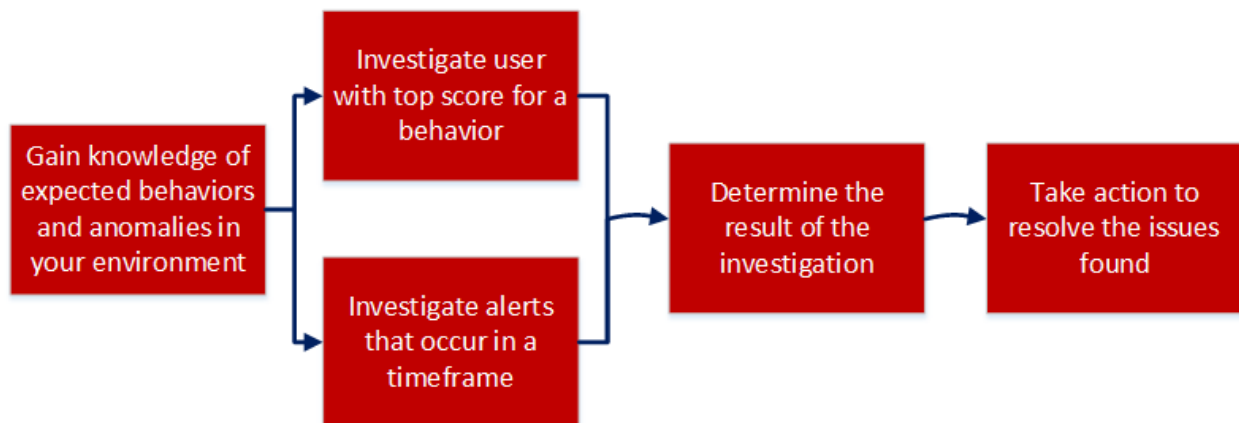 Gain knowledge of
expected behaviors
and anomalies in
your environment
Investigate user
with top score for a
behavior
Investigate alerts
that occur in a
timeframe
Determine the
result of the
investigation
Take action to
resolve the issues
found